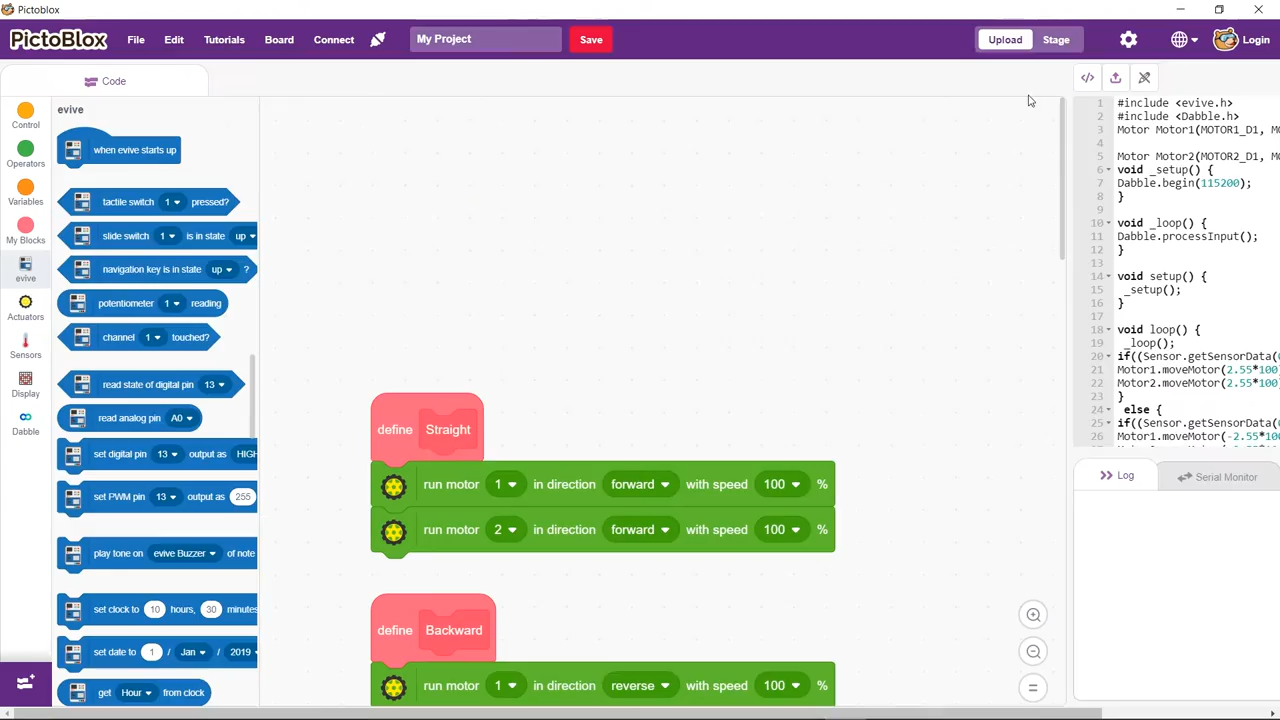 Pictoblox
PictoBlox File Edit Tutorials Board Connect My Project Save Upload Stage Login
Code
Control
Operators
Variables
My Blocks
evive
Actuators
Sensors
Display
Dabble
evive
when evive starts up
tactile switch 1 pressed?
slide switch 1 is in state up
navigation key is in state up ?
potentiometer 1 reading
channel 1 touched?
read state of digital pin 13
read analog pin A0
set digital pin 13 output as HIGH
set PWM pin 13 output as 255
play tone on evive Buzzer of note
set clock to 10 hours, 30 minutes
set date to 1 / Jan / 2019
get Hour from clock
define Straight
run motor 1 in direction forward with speed 100 %
run motor 2 in direction forward with speed 100 %
define Backward
run motor 1 in direction reverse with speed 100 %
1 #include <evive.h>
2 #include <Dabble.h>
3 Motor Motor1(MOTOR1_D1, MO
4
5 Motor Motor2(MOTOR2_D1, MO
6 void _setup() {
7 Dabble.begin(115200);
8 }
9
10 void _loop() {
11 Dabble.processInput();
12 }
13
14 void setup() {
15 _setup();
16 }
17
18 void loop() {
19 _loop();
20 if((Sensor.getSensorData(
21 Motor1.moveMotor(2.55*100
22 Motor2.moveMotor(2.55*100
23 }
24 else {
25 if((Sensor.getSensorData(
26 Motor1.moveMotor(-2.55*10
Log
Serial Monitor